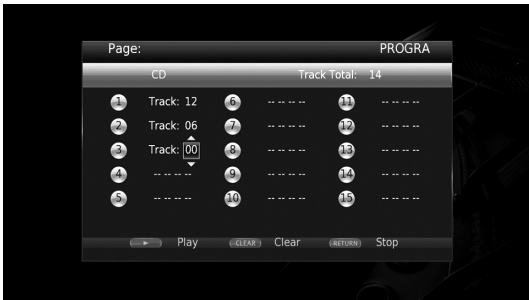 Page: PROGRA
CD Track Total: 14
1 Track: 12 6 -- -- -- -- 11 -- -- -- --
2 Track: 06 7 -- -- -- -- 12 -- -- -- --
3 Track: 00 8 -- -- -- -- 13 -- -- -- --
4 -- -- -- -- 9 -- -- -- -- 14 -- -- -- --
5 -- -- -- -- 10 -- -- -- -- 15 -- -- -- --
Play CLEAR Clear RETURN Stop